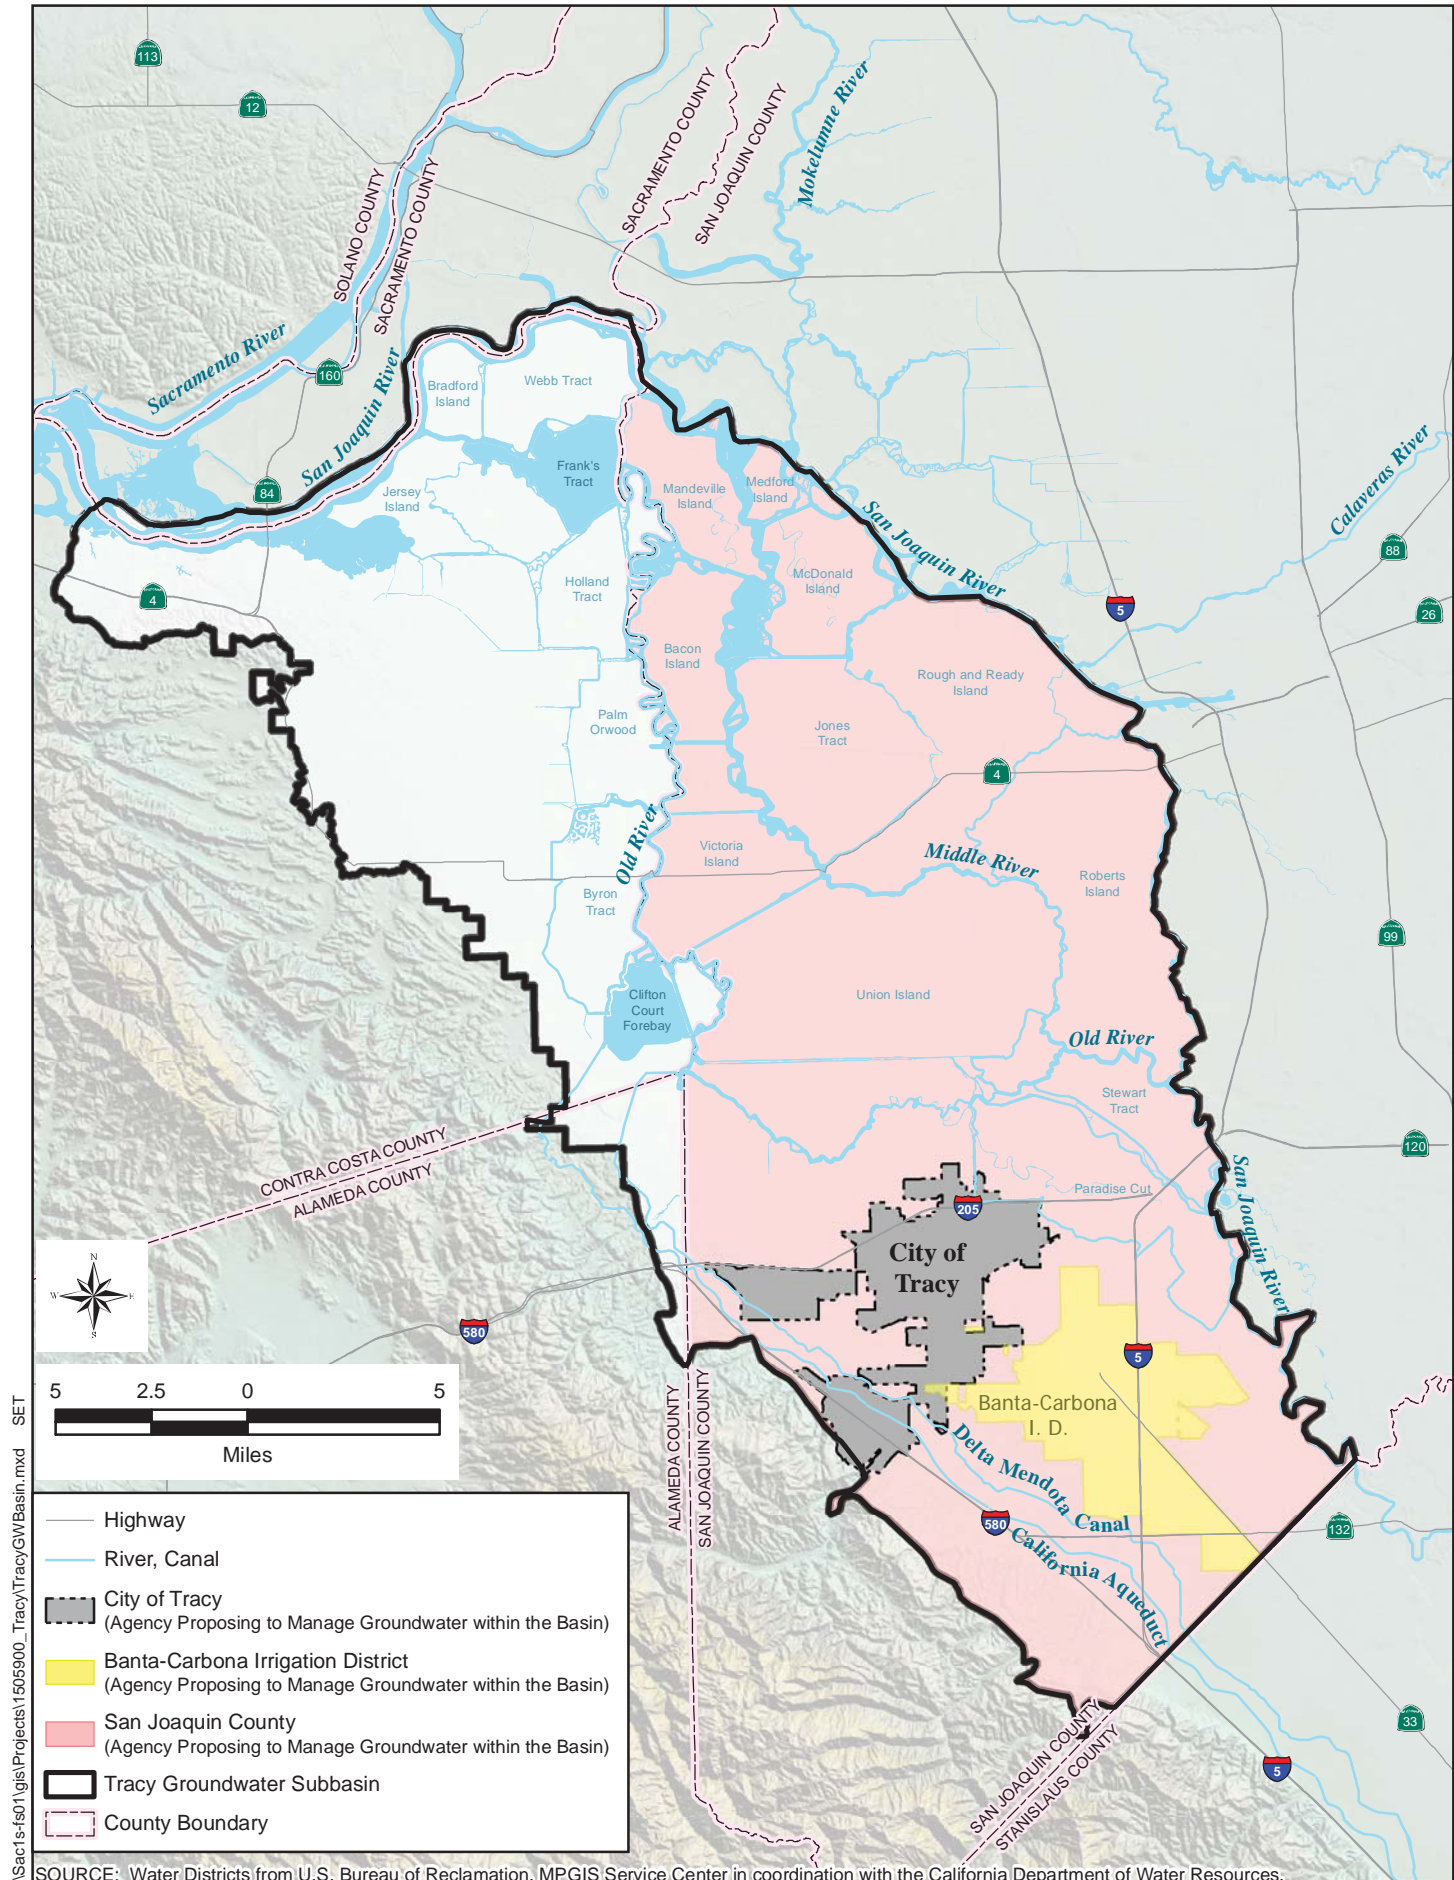 113
12
Mokelumne River
SACRAMENTO COUNTY
SAN JOAQUIN COUNTY
SOLANO COUNTY
SACRAMENTO COUNTY
Sacramento River
160
San Joaquin River
84
Bradford
Island
Webb Tract
Frank's
Tract
Jersey
Island
Mandeville
Island
Medford
Island
San Joaquin River
Calaveras River
88
26
5
4
Holland
Tract
McDonald
Island
Bacon
Island
Rough and Ready
Island
Palm
Orwood
Jones
Tract
4
Old River
Victoria
Island
Middle River
Roberts
Island
Byron
Tract
99
Clifton
Court
Forebay
Union Island
Old River
Stewart
Tract
120
CONTRA COSTA COUNTY
ALAMEDA COUNTY
Paradise Cut
San Joaquin River
205
City of
Tracy
N
W
E
S
580
5
5
2.5
0
5
Miles
Banta-Carbona
I. D.
ALAMEDA COUNTY
SAN JOAQUIN COUNTY
Delta Mendota Canal
580
California Aqueduct
132
33
5
SAN JOAQUIN COUNTY
STANISLAUS COUNTY
Highway
River, Canal
City of Tracy
(Agency Proposing to Manage Groundwater within the Basin)
Banta-Carbona Irrigation District
(Agency Proposing to Manage Groundwater within the Basin)
San Joaquin County
(Agency Proposing to Manage Groundwater within the Basin)
Tracy Groundwater Subbasin
County Boundary
\Sac1s-fs01\gis\Projects\1505900_Tracy\TracyGWBasin.mxd SET
SOURCE: Water Districts from U.S. Bureau of Reclamation, MPGIS Service Center in coordination with the California Department of Water Resources.